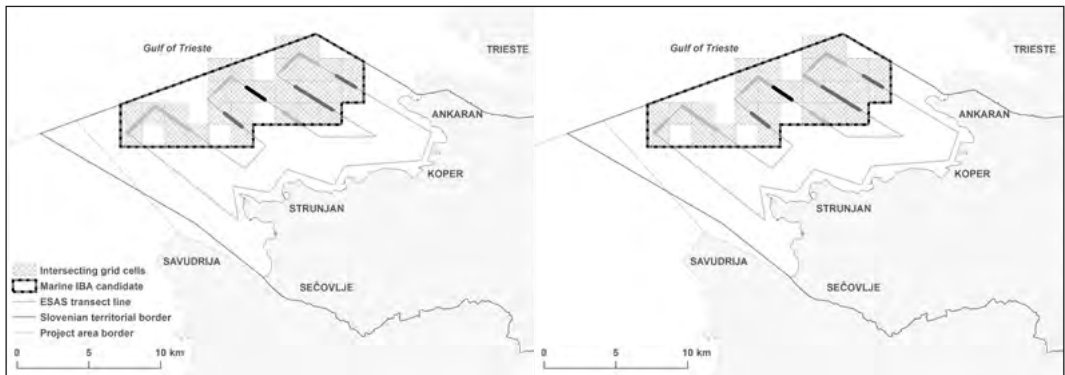 Gulf of Trieste
TRIESTE
ANKARAN
KOPER
STRUNJAN
SAVUDRIJA
SEČOVLJE
Intersecting grid cells
Marine IBA candidate
ESAS transect line
Slovenian territorial border
Project area border
0 5 10 km
Gulf of Trieste
TRIESTE
ANKARAN
KOPER
STRUNJAN
SAVUDRIJA
SEČOVLJE
0 5 10 km